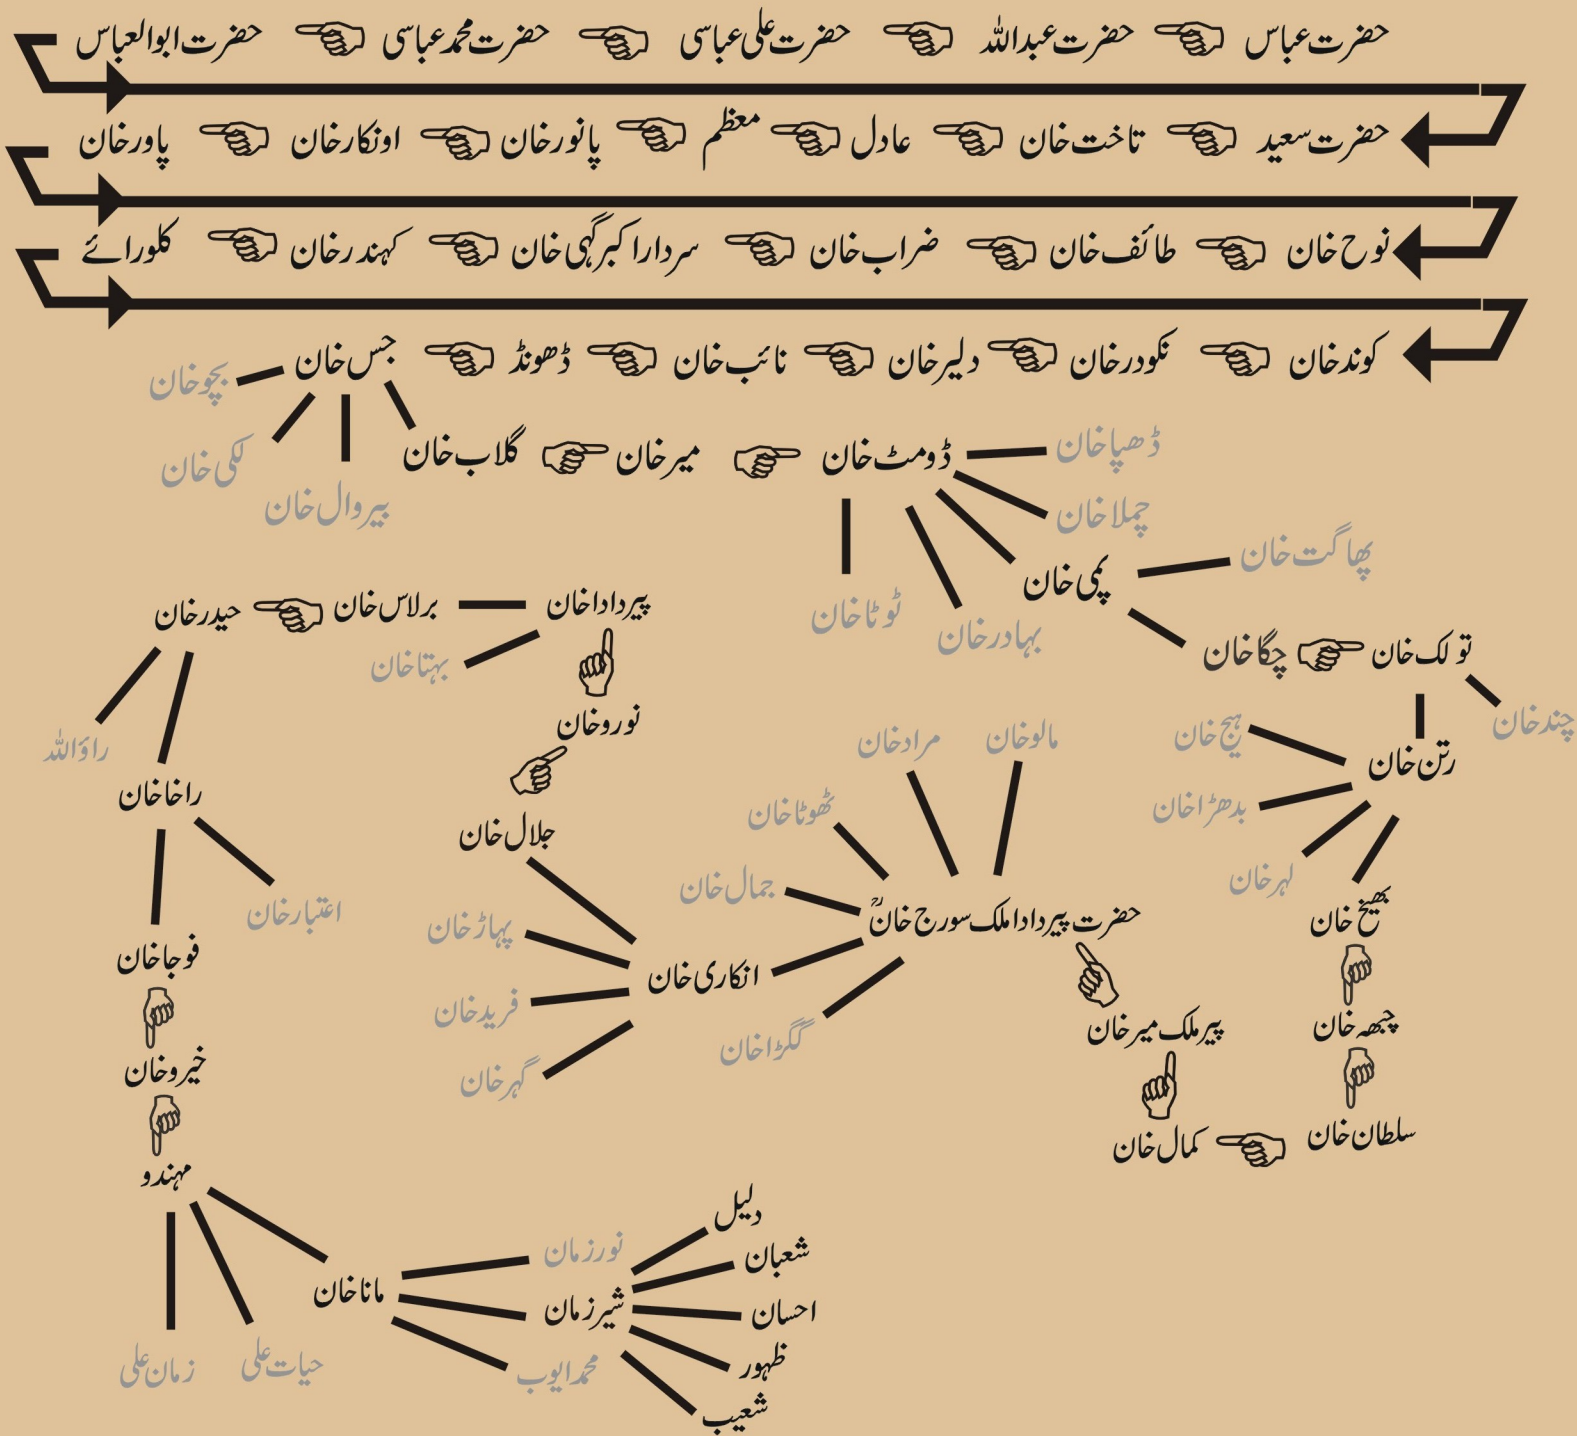 حضرت عباس حضرت عبداللہ حضرت علی عباسی حضرت محمد عباسی حضرت ابوالعباس
حضرت سعید تاخت خان عادل معظم پانور خان اونکار خان پاور خان
نوح خان طائف خان ضراب خان سردار اکبر گہی خان کہندر خان کلورائے
کوند خان نکودر خان دلیر خان نائب خان ڈھونڈ جس خان بجو خان
ڈھپا خان ڈومٹ خان میر خان گلاب خان لکی خان
چملا خان بیروال خان
پھاگت خان پمی خان ٹوٹا خان بہادر خان
پیردادا خان برلاس خان حیدر خان
تولک خان چگا خان بہتا خان
چند خان ہیج خان مالو خان مراد خان نورو خان راؤاللہ
رتن خان بدھڑا خان ٹھوٹا خان جلال خان راخا خان
لہر خان جمال خان
بھیخ خان حضرت پیردادا ملک سورج خانؒ پہاڑ خان اعتبار خان
انکاری خان فوجا خان
چبھہ خان پیر ملک میر خان گگڑا خان فرید خان
گہر خان خیرو خان
سلطان خان کمال خان
مہندو
دلیل
شعبان نورزمان
احسان شیرزمان مانا خان
ظہور محمد ایوب حیات علی زمان علی
شعیب